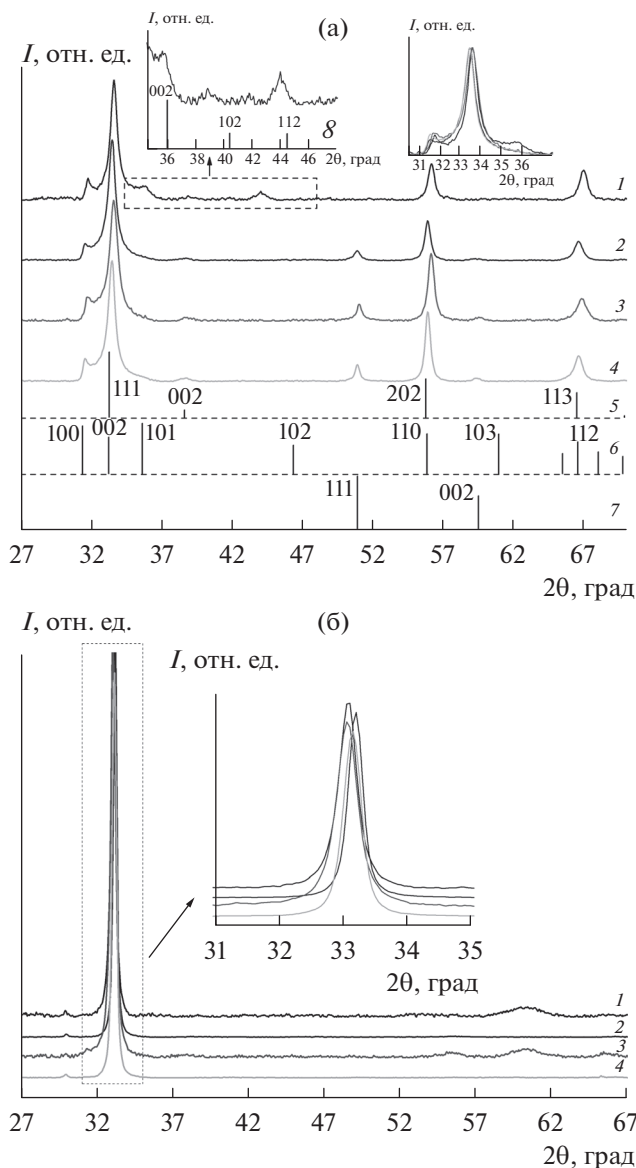 (а)
I, отн. ед.
I, отн. ед.
002
102
112
8
36 38 40 42 44 46 2θ, град
I, отн. ед.
31 32 33 34 35 36
2θ, град
1
2
3
4
111
002
202
113
5
100
002
101
102
110
103
112
6
111
002
7
27 32 37 42 47 52 57 62 67
2θ, град
(б)
I, отн. ед.
I, отн. ед.
31 32 33 34 35
2θ, град
1
2
3
4
27 32 37 42 47 52 57 62 67
2θ, град